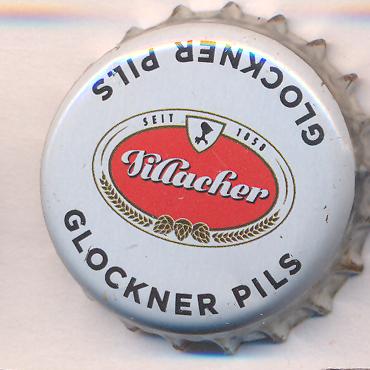 GLOCKNER PILS
SEIT 1858
Villacher
GLOCKNER PILS